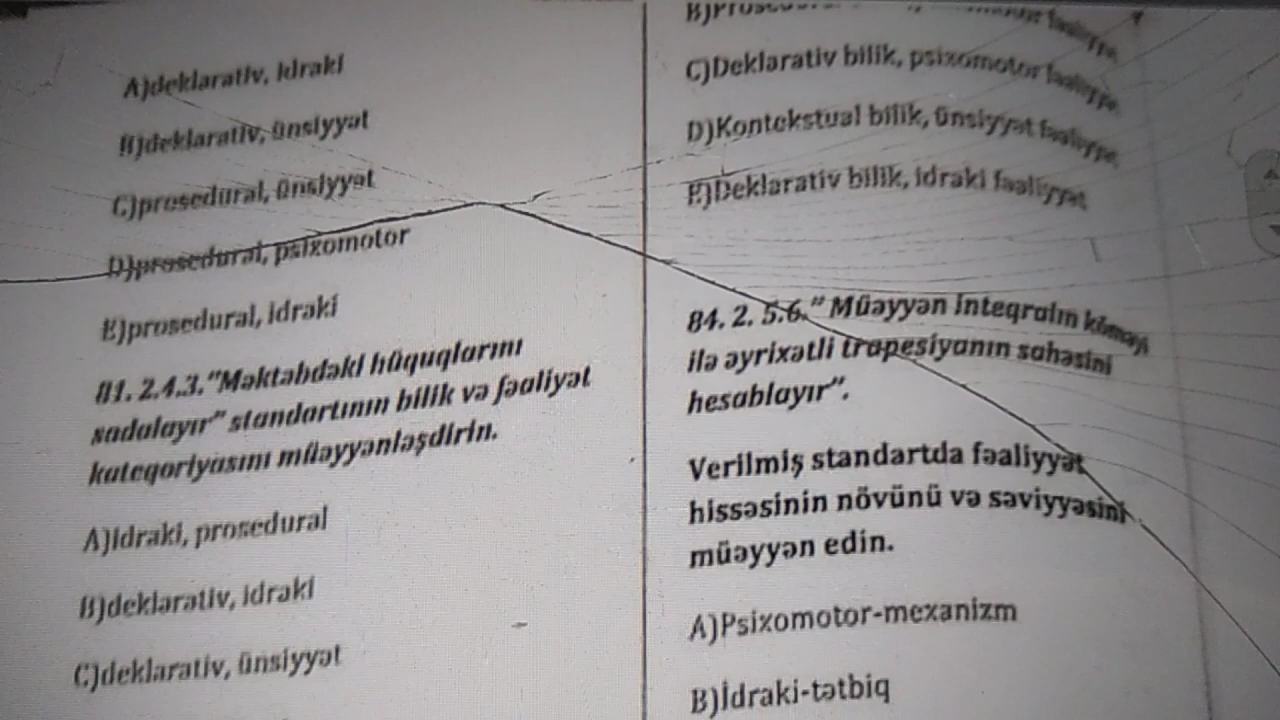 A)deklarativ, idraki
B)deklarativ, ünsiyyət
C)prosedural, ünsiyyət
D)prosedural, psixomotor
E)prosedural, idraki
81. 2.4.3."Məktəbdəki hüquqlarını
sadalayır" standartının bilik və fəaliyət
kateqoriyasını müəyyənləşdirin.
A)idraki, prosedural
B)deklarativ, idraki
C)deklarativ, ünsiyyət
C)Deklarativ bilik, psixomotor fəaliyyət
D)Kontekstual bilik, ünsiyyət fəaliyyət
E)Deklarativ bilik, idraki fəaliyyət
84. 2. 5.6." Müəyyən inteqralın köməyi
ilə əyrixətli trapesiyanın sahəsini
hesablayır".
Verilmiş standartda fəaliyyət
hissəsinin növünü və səviyyəsini
müəyyən edin.
A)Psixomotor-mexanizm
B)İdraki-tətbiq